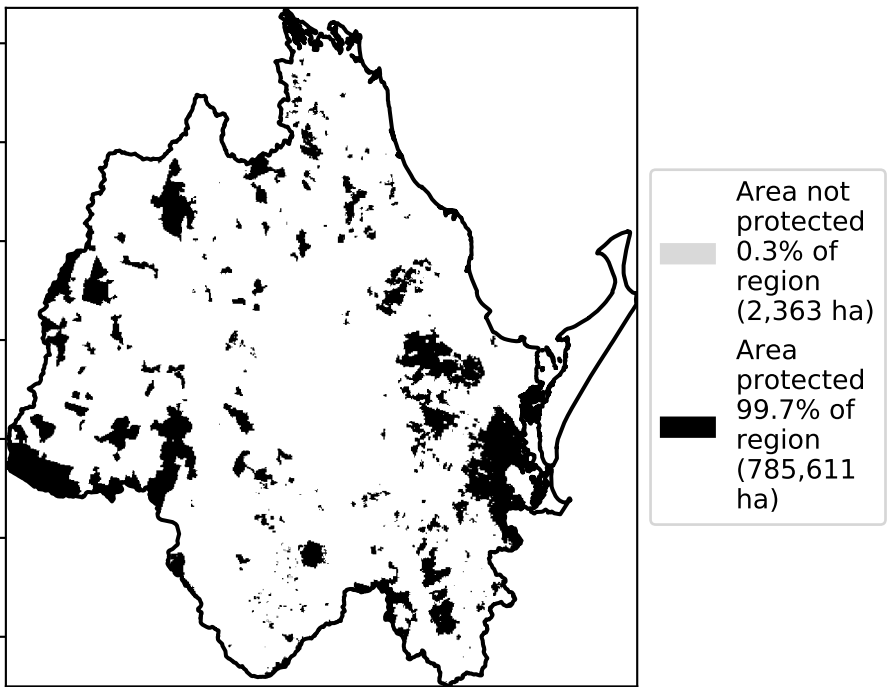 Area not
protected
0.3% of
region
(2,363 ha)
Area
protected
99.7% of
region
(785,611
ha)